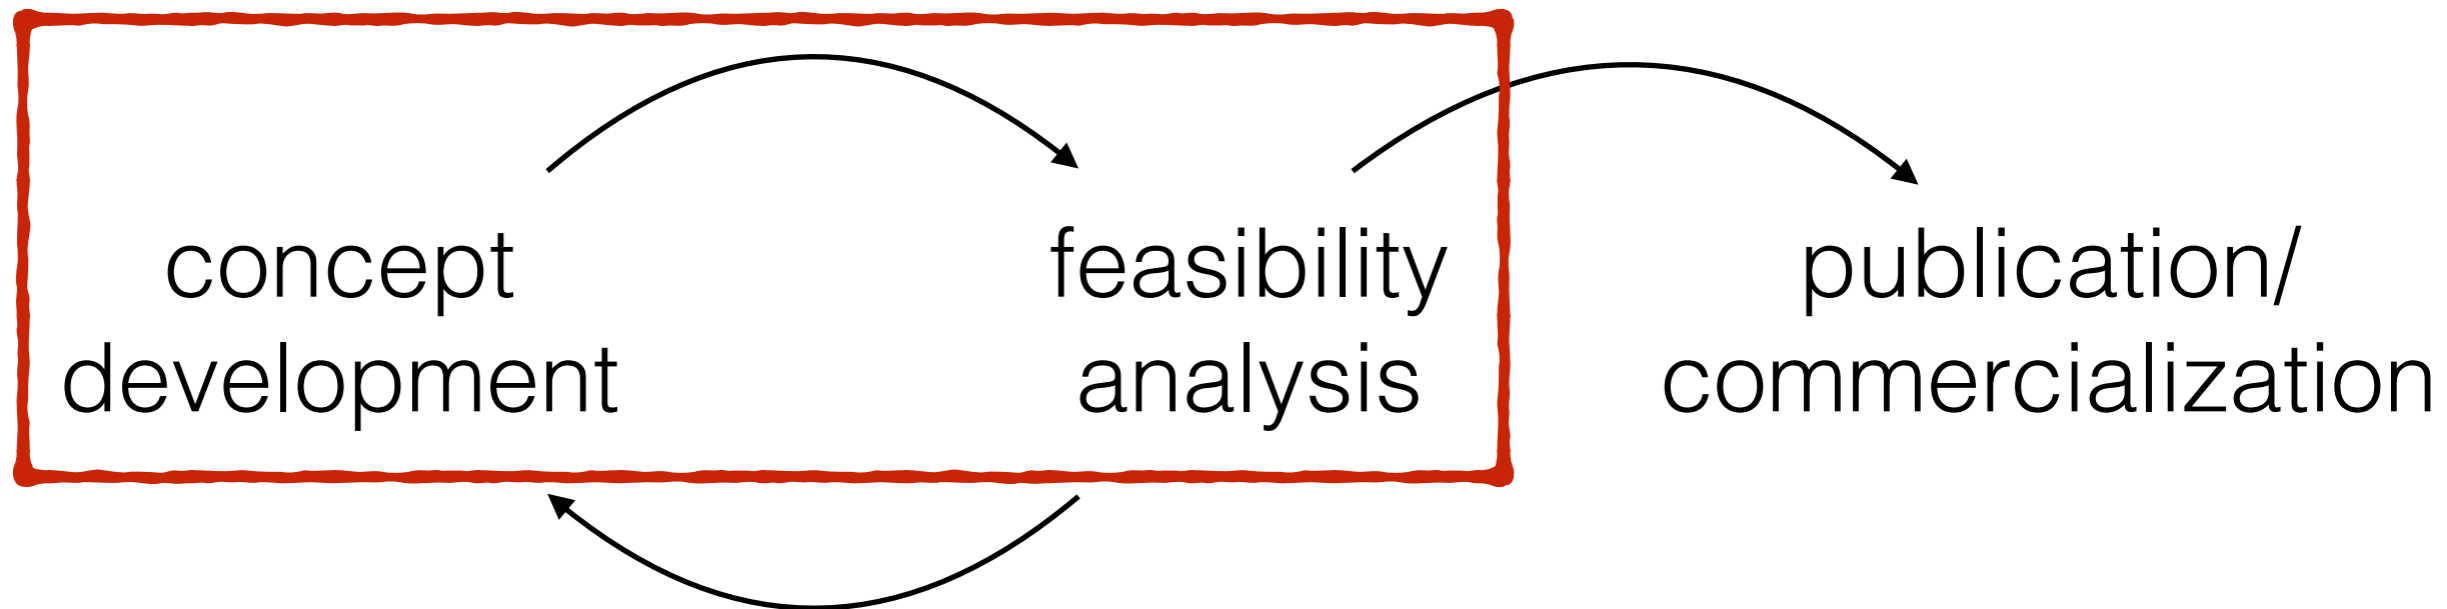 concept
development
feasibility
analysis
publication/
commercialization